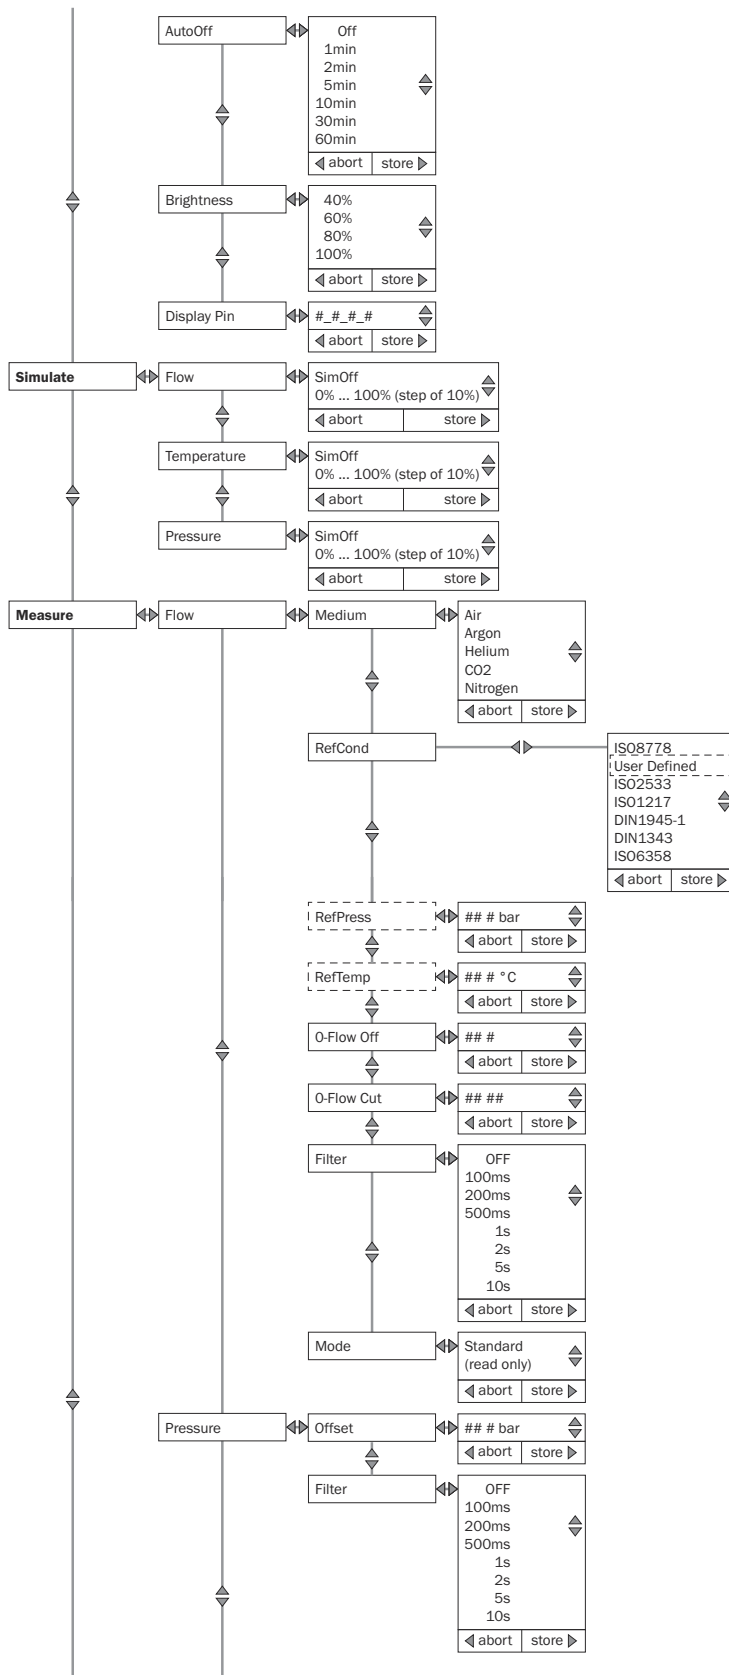 AutoOff
Off
1min
2min
5min
10min
30min
60min
abort store
Brightness
40%
60%
80%
100%
abort store
Display Pin
#_#_#_#
abort store
Simulate
Flow
SimOff
0% ... 100% (step of 10%)
abort store
Temperature
SimOff
0% ... 100% (step of 10%)
abort store
Pressure
SimOff
0% ... 100% (step of 10%)
abort store
Measure
Flow
Medium
Air
Argon
Helium
CO2
Nitrogen
abort store
RefCond
ISO8778
User Defined
ISO2533
ISO1217
DIN1945-1
DIN1343
ISO6358
abort store
RefPress
## # bar
abort store
RefTemp
## # °C
abort store
0-Flow Off
## #
abort store
0-Flow Cut
## ##
abort store
Filter
OFF
100ms
200ms
500ms
1s
2s
5s
10s
abort store
Mode
Standard
(read only)
abort store
Pressure
Offset
## # bar
abort store
Filter
OFF
100ms
200ms
500ms
1s
2s
5s
10s
abort store